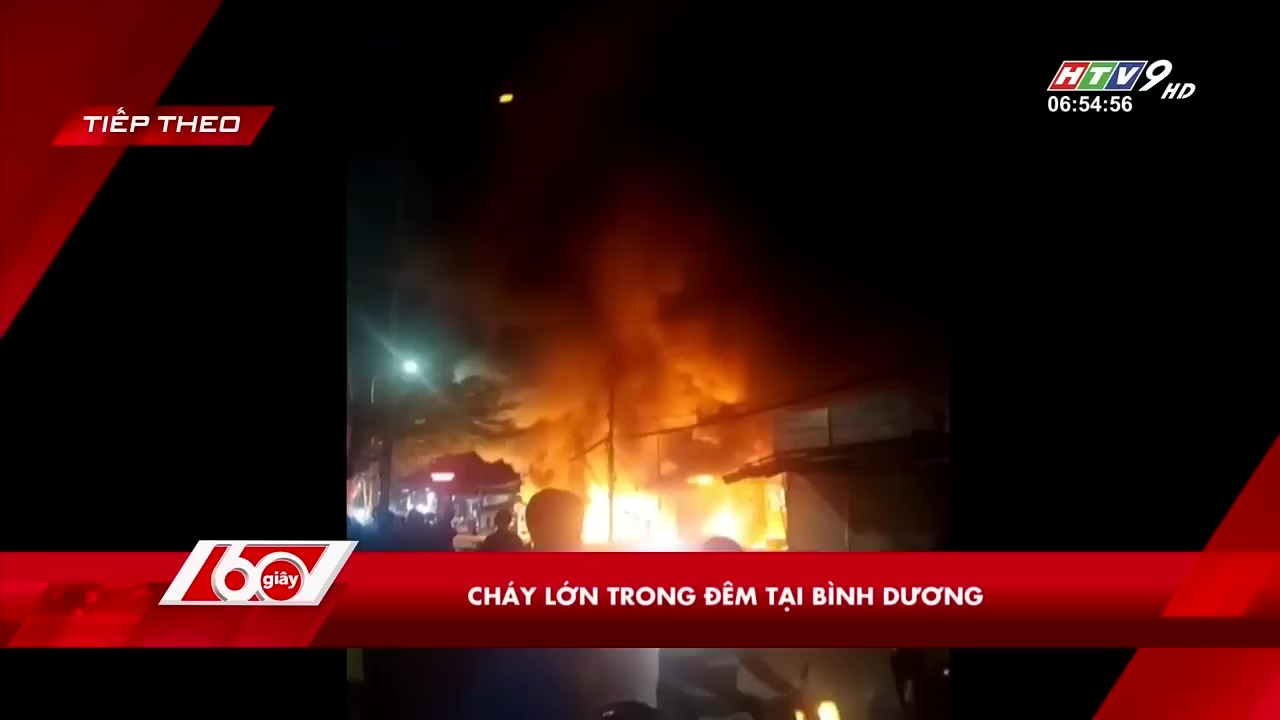 TIẾP THEO
HTV9 HD
06:54:56
60 giây
CHÁY LỚN TRONG ĐÊM TẠI BÌNH DƯƠNG